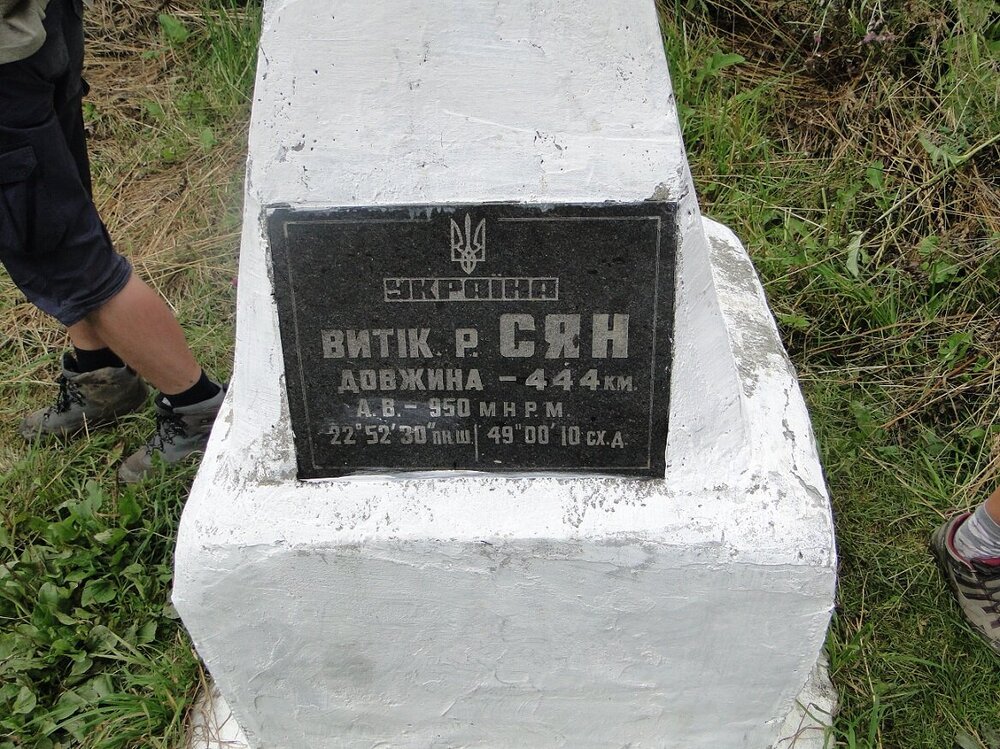 УКРАЇНА
ВИТІК. Р. СЯН
ДОВЖИНА - 444 КМ.
А. В. - 950 М Н Р. М.
22°52'30" ПН.Ш 49°00'10 СХ.Д